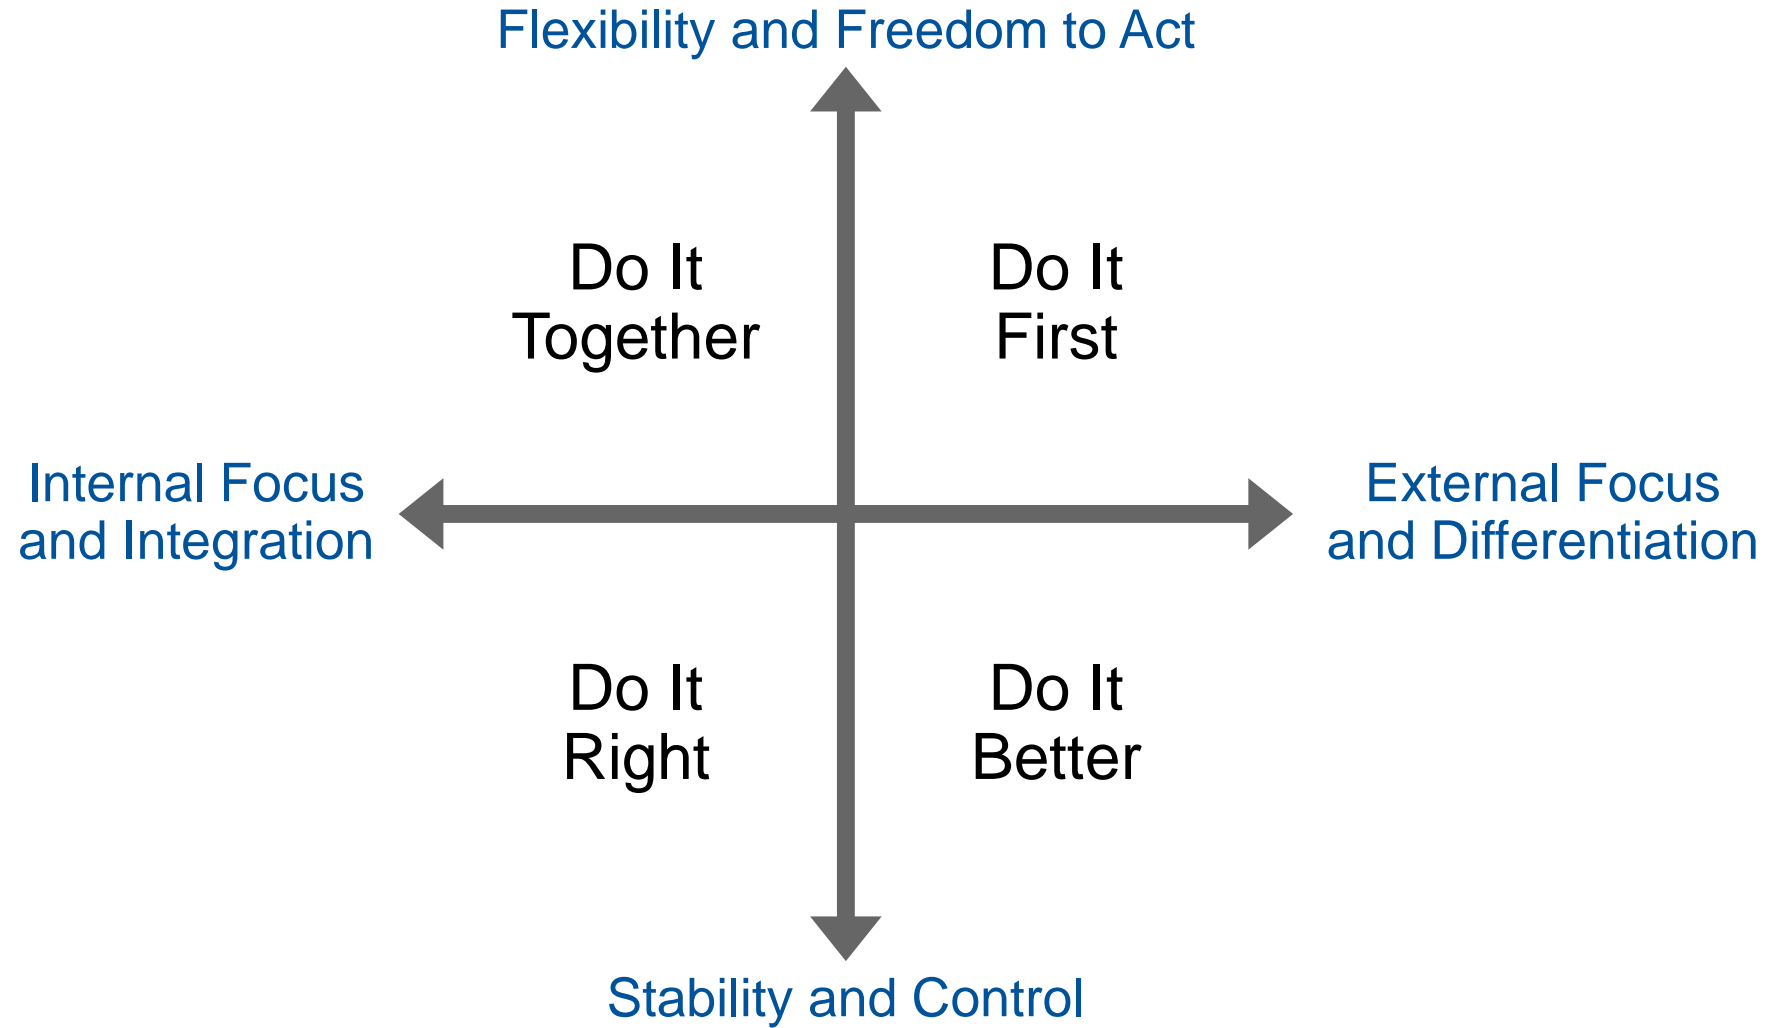 Flexibility and Freedom to Act
Do It
Together
Do It
First
Internal Focus
and Integration
External Focus
and Differentiation
Do It
Right
Do It
Better
Stability and Control